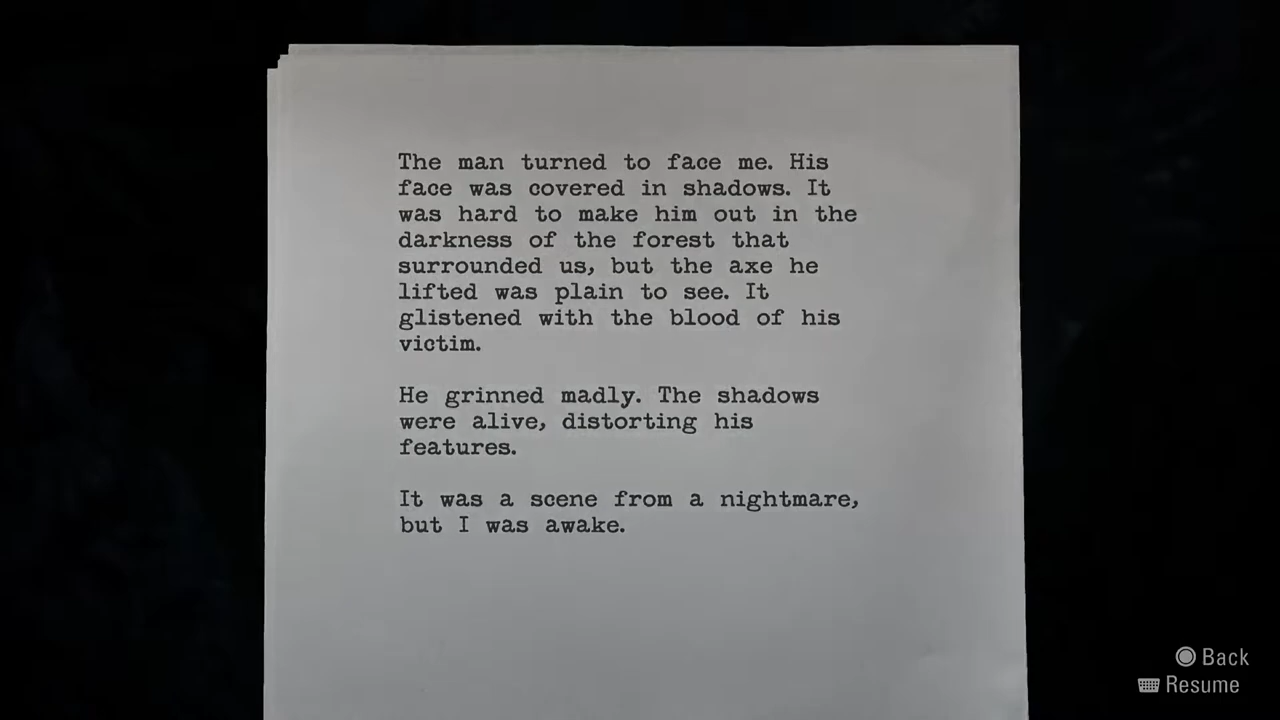 The man turned to face me. His
face was covered in shadows. It
was hard to make him out in the
darkness of the forest that
surrounded us, but the axe he
lifted was plain to see. It
glistened with the blood of his
victim.
He grinned madly. The shadows
were alive, distorting his
features.
It was a scene from a nightmare,
but I was awake.
Back
Resume